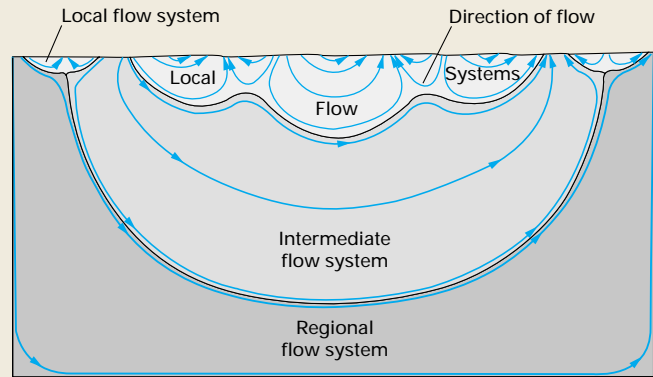 Local flow system
Direction of flow
Local
Systems
Flow
Intermediate
flow system
Regional
flow system